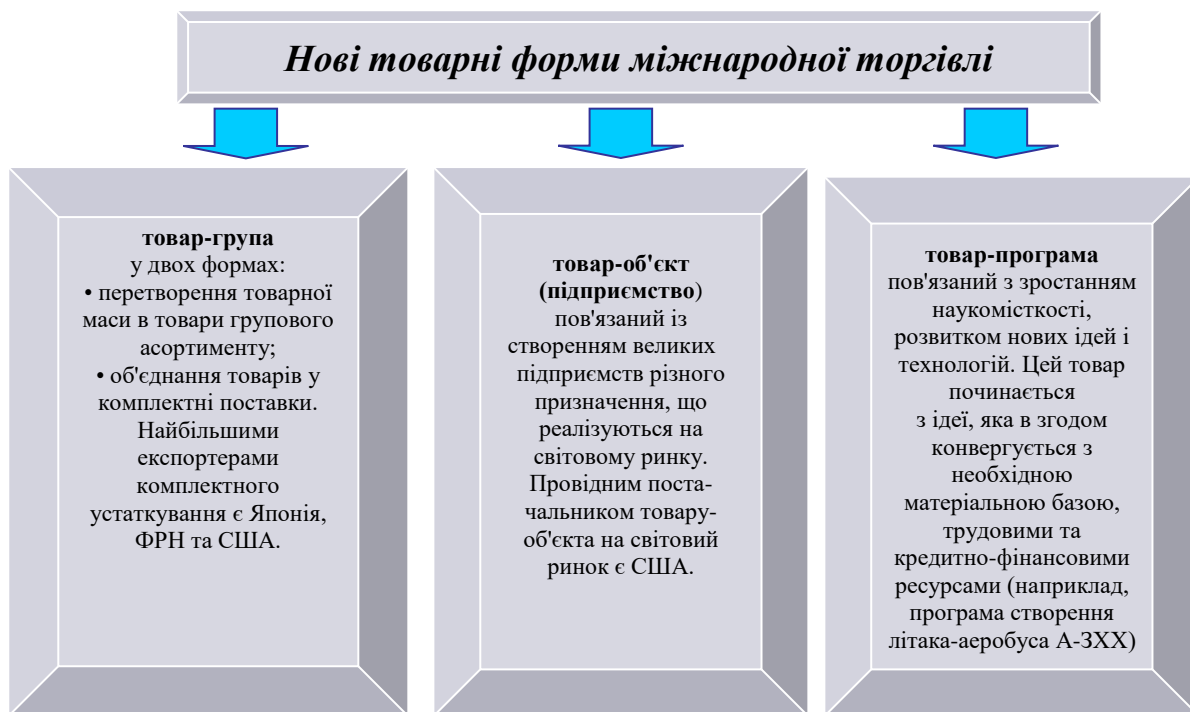 Нові товарні форми міжнародної торгівлі
товар-група
у двох формах:
• перетворення товарної
маси в товари групового
асортименту;
• об'єднання товарів у
комплектні поставки.
Найбільшими
експортерами
комплектного
устаткування є Японія,
ФРН та США.
товар-об'єкт
(підприємство)
пов'язаний із
створенням великих
підприємств різного
призначення, що
реалізуються на
світовому ринку.
Провідним поста-
чальником товару-
об'єкта на світовий
ринок є США.
товар-програма
пов'язаний з зростанням
наукомісткості,
розвитком нових ідей і
технологій. Цей товар
починається
з ідеї, яка в згодом
конвергується з
необхідною
матеріальною базою,
трудовими та
кредитно-фінансовими
ресурсами (наприклад,
програма створення
літака-аеробуса А-ЗХХ)